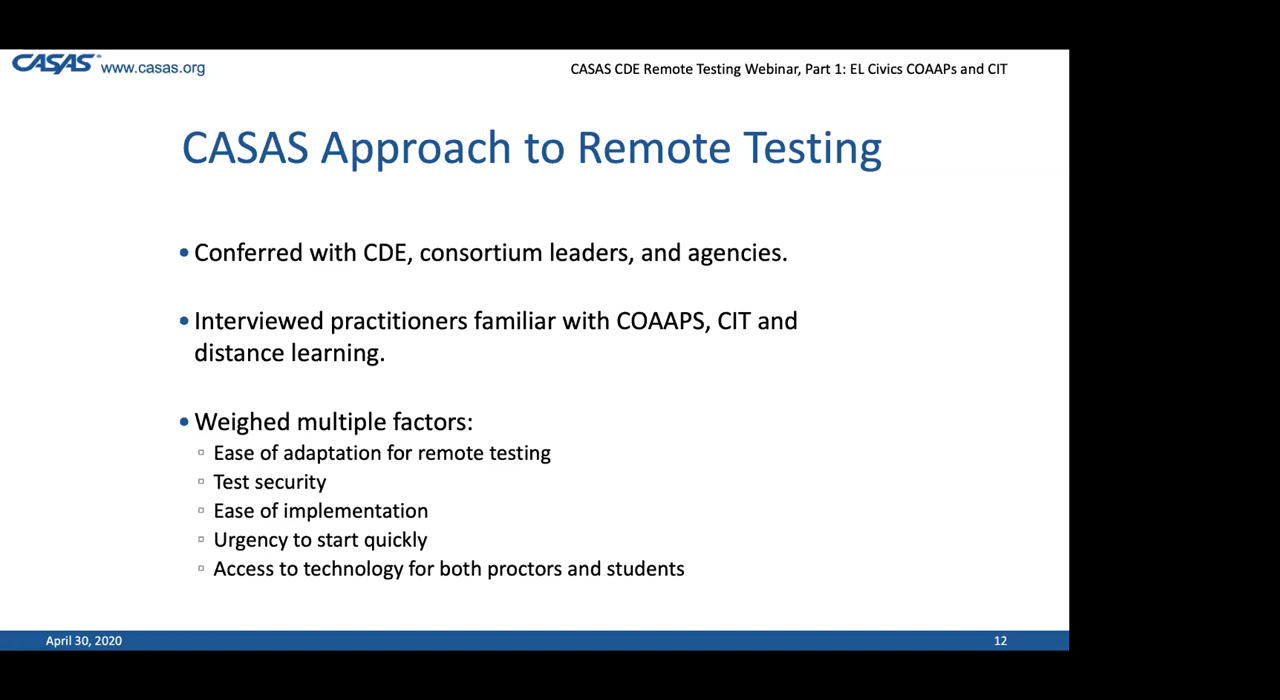 CASAS www.casas.org
CASAS CDE Remote Testing Webinar, Part 1: EL Civics COAAPs and CIT
CASAS Approach to Remote Testing
• Conferred with CDE, consortium leaders, and agencies.
• Interviewed practitioners familiar with COAAPS, CIT and
distance learning.
• Weighed multiple factors:
▫ Ease of adaptation for remote testing
▫ Test security
▫ Ease of implementation
▫ Urgency to start quickly
▫ Access to technology for both proctors and students
April 30, 2020
12